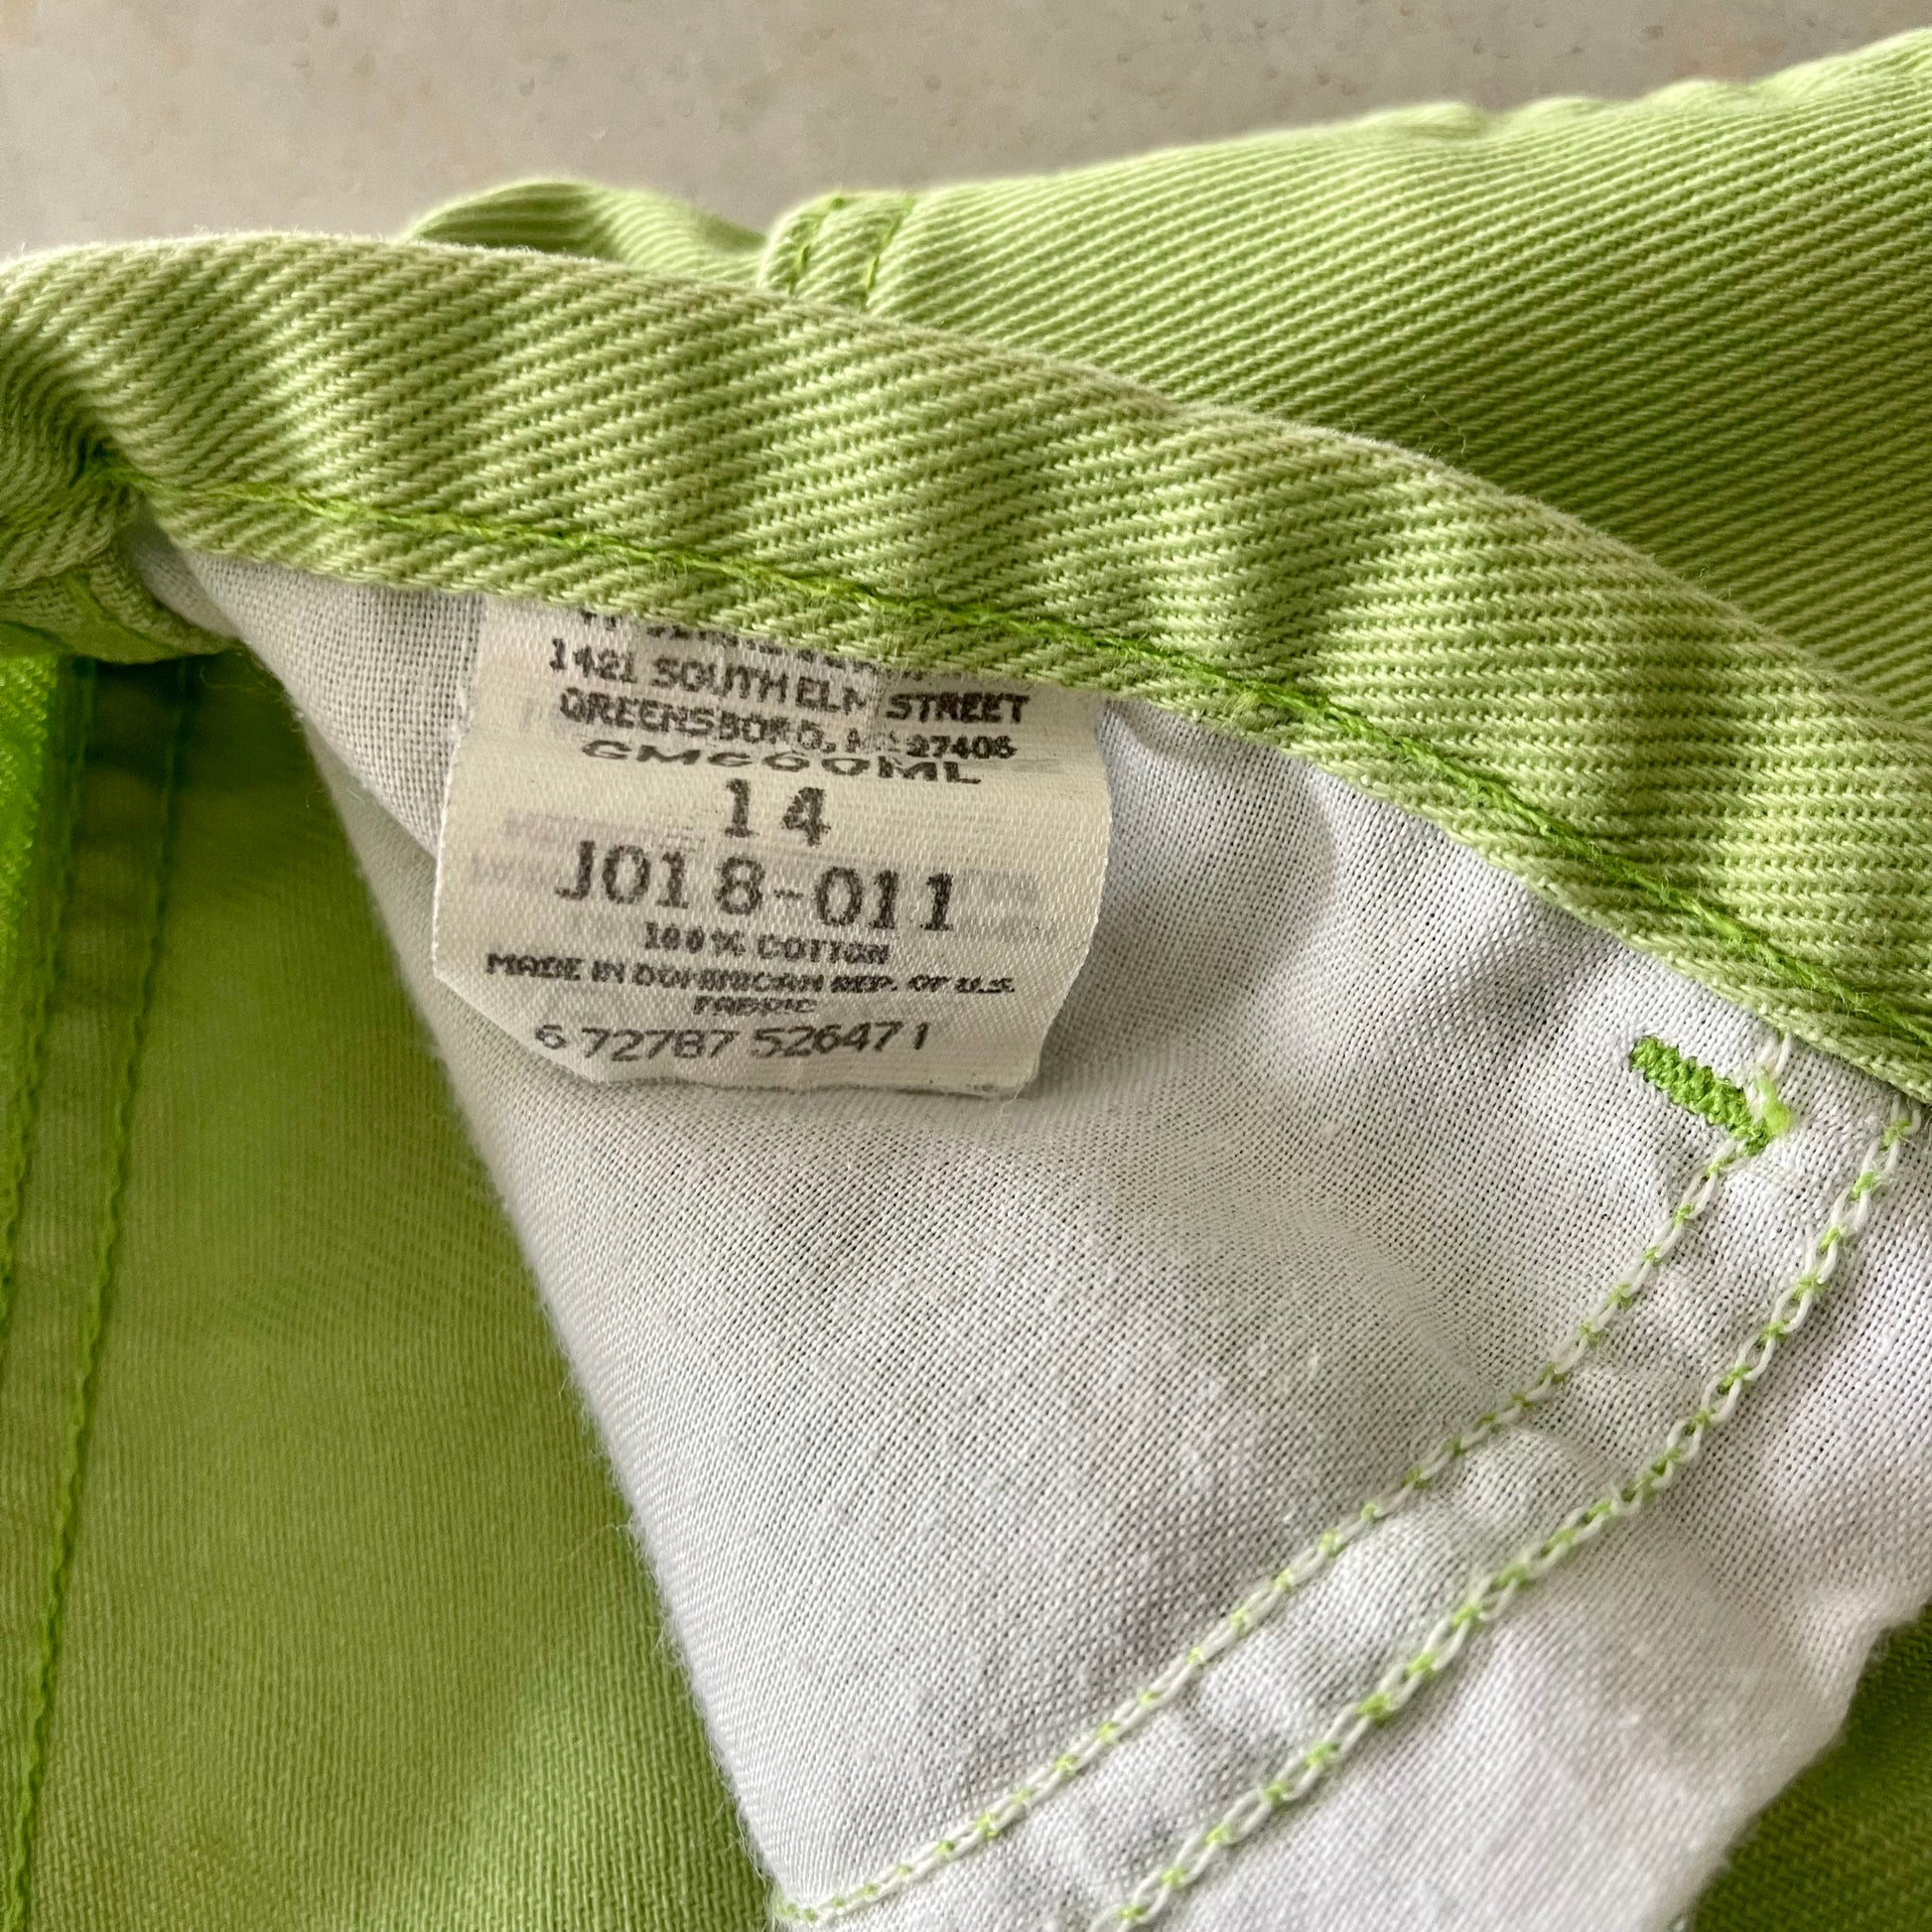 1421 SOUTH ELM STREET
GREENSBORO, NC 27406
GMC60ML
14
J018-011
100% COTTON
MADE IN DOMINICAN REP. OF U.S.
FABRIC
6 72787 52647 1